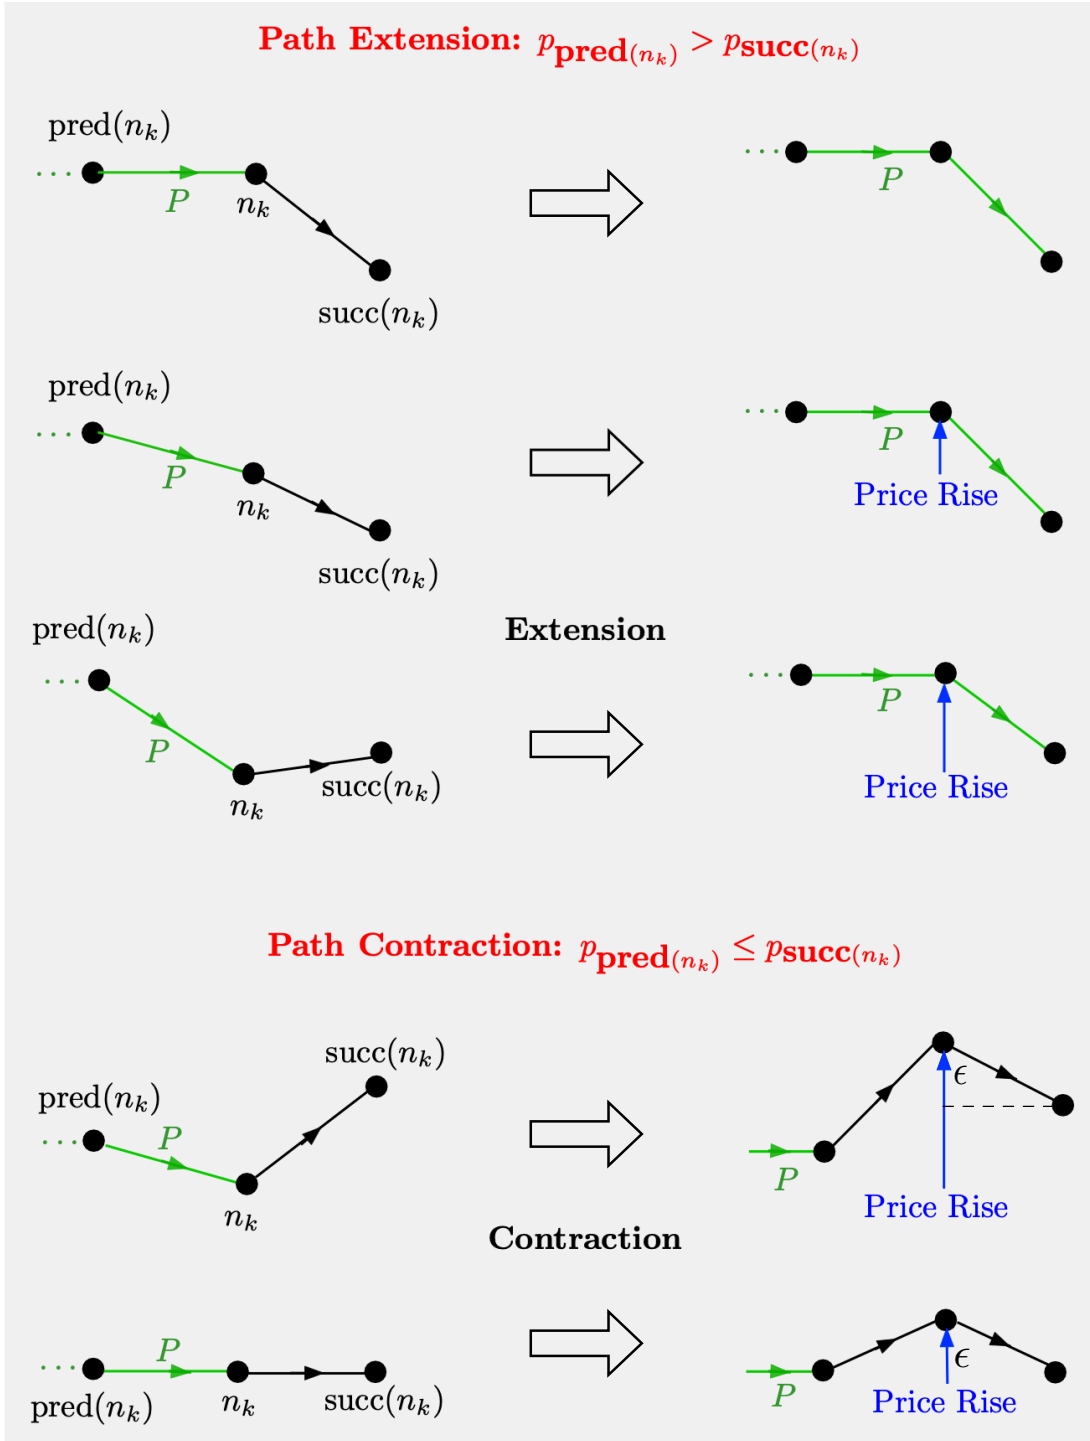 Path Extension: p_pred(n_k) > p_succ(n_k)
pred(n_k)
··· P n_k
succ(n_k)
··· P
pred(n_k)
··· P n_k
succ(n_k)
··· P
Price Rise
pred(n_k)
Extension
··· P n_k
succ(n_k)
··· P
Price Rise
Path Contraction: p_pred(n_k) ≤ p_succ(n_k)
succ(n_k)
pred(n_k)
··· P
n_k
ϵ
P
Price Rise
Contraction
··· P
pred(n_k) n_k succ(n_k)
ϵ
P
Price Rise